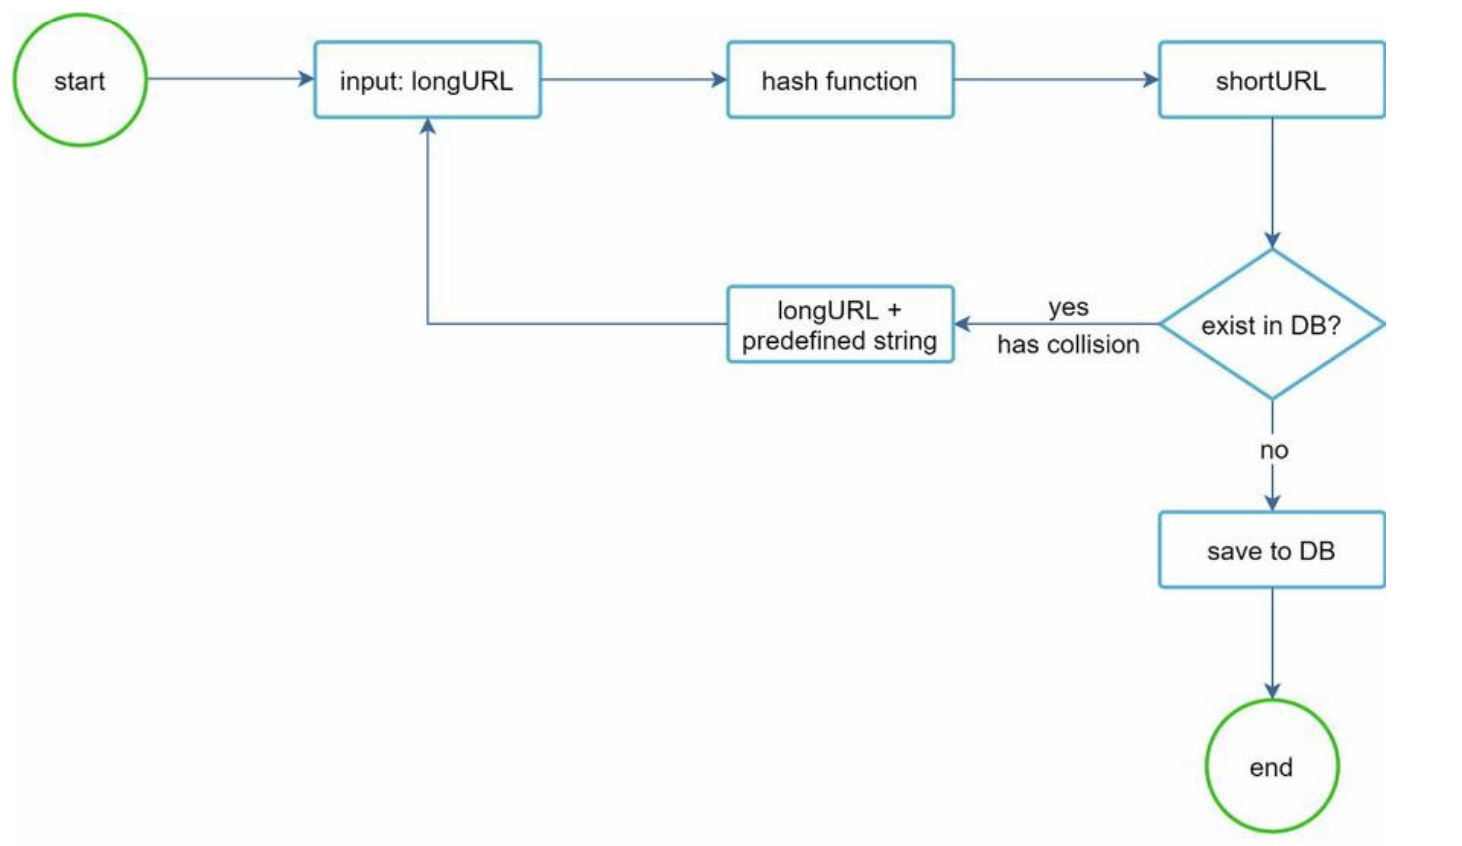 start
input: longURL
hash function
shortURL
longURL +
predefined string
yes
has collision
exist in DB?
no
save to DB
end